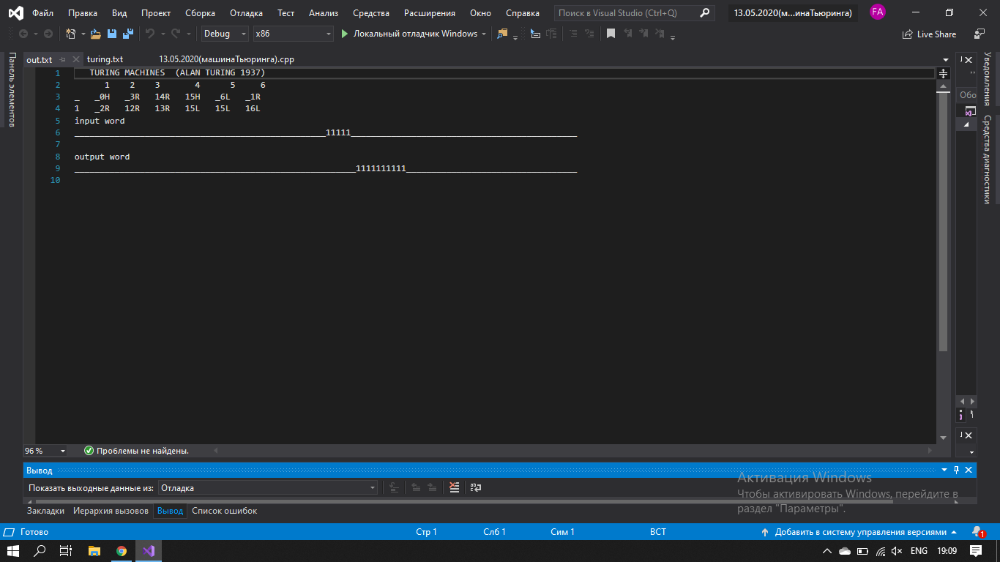 Файл Правка Вид Проект Сборка Отладка Тест Анализ Средства Расширения Окно Справка Поиск в Visual Studio (Ctrl+Q) 13.05.2020(м...инаТьюринга) FA
Debug x86 Локальный отладчик Windows Live Share
Панель элементов
out.txt turing.txt 13.05.2020(машинаТьюринга).cpp
1 TURING MACHINES (ALAN TURING 1937)
2 1 2 3 4 5 6
3 _ _0H _3R 14R 15H _6L _1R
4 1 _2R 12R 13R 15L 15L 16L
5 input word
6 __________________________________________________11111_____________________________________________
7
8 output word
9 ________________________________________________________1111111111__________________________________
10
Обо
Уведомления
Средства диагностики
96 % Проблемы не найдены.
Вывод
Показать выходные данные из: Отладка
Активация Windows
Чтобы активировать Windows, перейдите в
раздел "Параметры".
Закладки Иерархия вызовов Вывод Список ошибок
Готово Стр 1 Слб 1 Сим 1 ВСТ Добавить в систему управления версиями 1
ENG 19:09